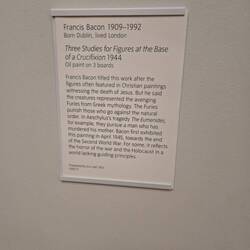 Francis Bacon 1909–1992
Born Dublin, lived London
Three Studies for Figures at the Base
of a Crucifixion 1944
Oil paint on 3 boards
Francis Bacon titled this work after the
figures often featured in Christian paintings
witnessing the death of Jesus. But he said
the creatures represented the avenging
Furies from Greek mythology. The Furies
punish those who go against the natural
order. In Aeschylus's tragedy The Eumenides,
for example, they pursue a man who has
murdered his mother. Bacon first exhibited
this painting in April 1945, towards the end
of the Second World War. For some, it reflects
the horror of the war and the Holocaust in a
world lacking guiding principles.